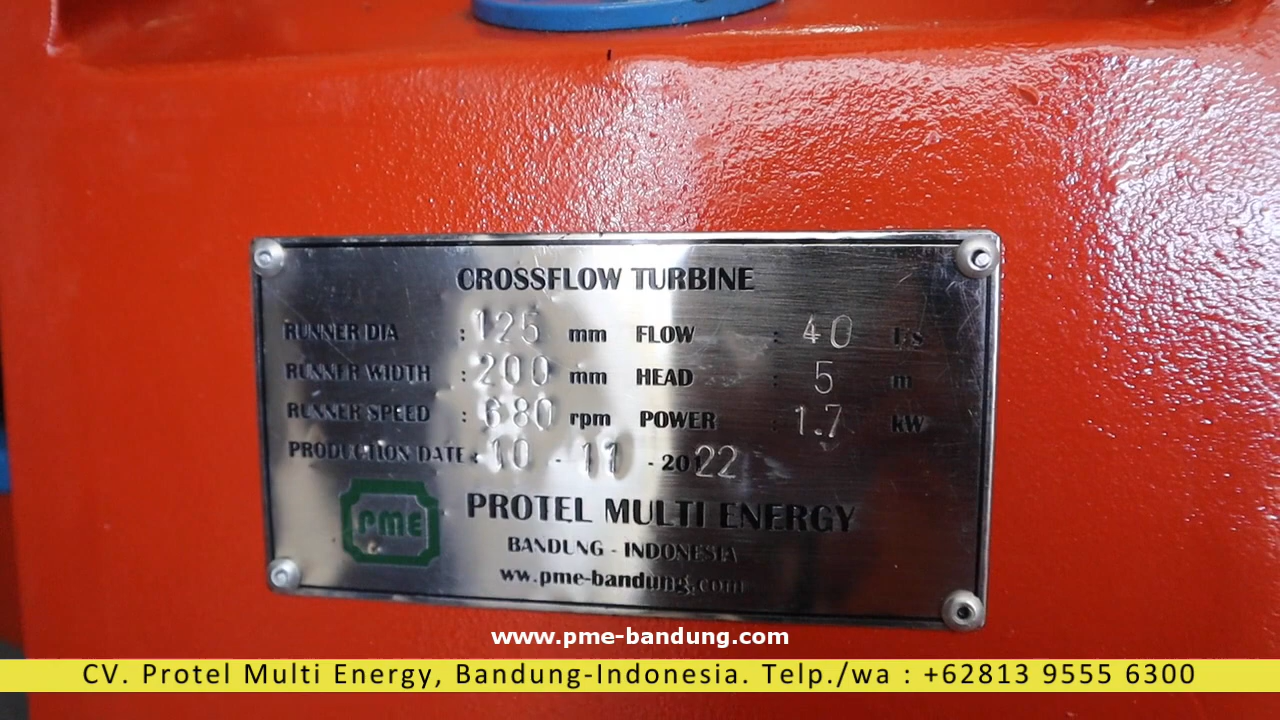 CROSSFLOW TURBINE
RUNNER DIA : 125 mm FLOW : 40 l/s
RUNNER WIDTH : 200 mm HEAD : 5 m
RUNNER SPEED : 680 rpm POWER : 1.7 kW
PRODUCTION DATE : 10 - 11 - 2022
PME
PROTEL MULTI ENERGY
BANDUNG - INDONESIA
ww.pme-bandung.com
www.pme-bandung.com
CV. Protel Multi Energy, Bandung-Indonesia. Telp./wa : +62813 9555 6300